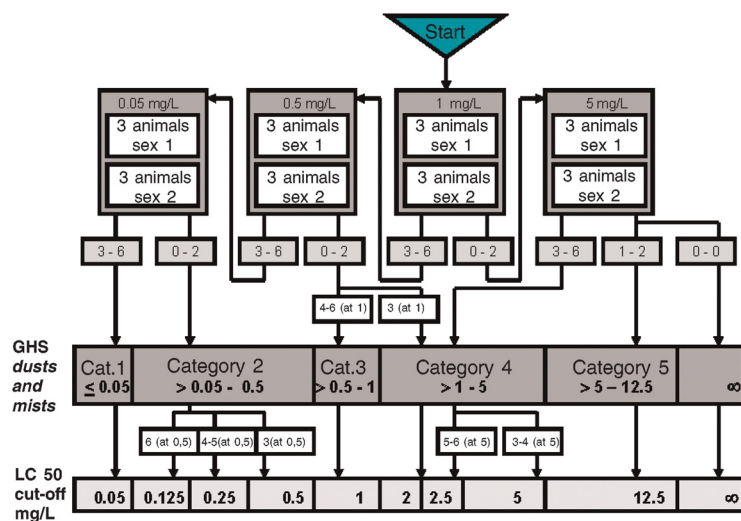 Start
0.05 mg/L
0.5 mg/L
1 mg/L
5 mg/L
3 animals
sex 1
3 animals
sex 1
3 animals
sex 1
3 animals
sex 1
3 animals
sex 2
3 animals
sex 2
3 animals
sex 2
3 animals
sex 2
3 - 6
0 - 2
3 - 6
0 - 2
3 - 6
0 - 2
3 - 6
1 - 2
0 - 0
4-6 (at 1)
3 (at 1)
GHS
dusts
and
mists
Cat.1
≤ 0.05
Category 2
> 0.05 - 0.5
Cat.3
> 0.5 - 1
Category 4
> 1 - 5
Category 5
> 5 – 12.5
∞
6 (at 0,5)
4-5(at 0,5)
3(at 0,5)
5-6 (at 5)
3-4 (at 5)
LC 50
cut-off
mg/L
0.05
0.125
0.25
0.5
1
2
2.5
5
12.5
∞